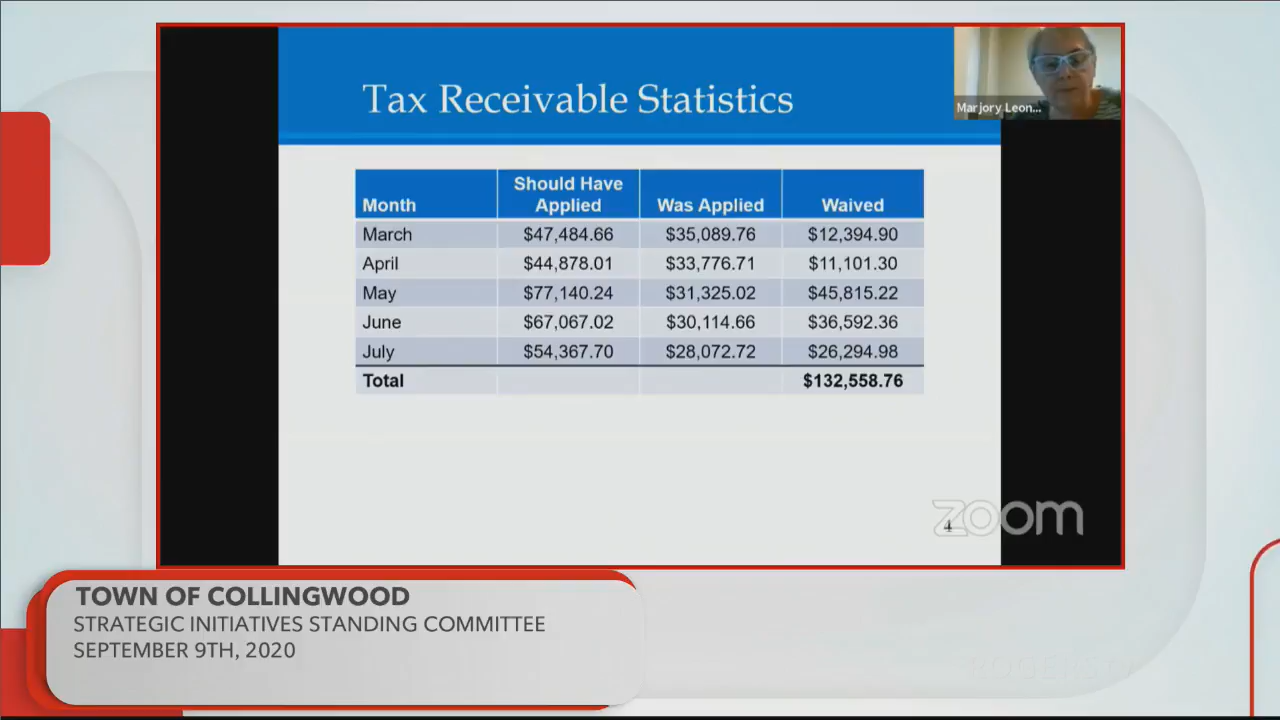 Tax Receivable Statistics
Marjory Leon...
Month Should Have Applied Was Applied Waived
March $47,484.66 $35,089.76 $12,394.90
April $44,878.01 $33,776.71 $11,101.30
May $77,140.24 $31,325.02 $45,815.22
June $67,067.02 $30,114.66 $36,592.36
July $54,367.70 $28,072.72 $26,294.98
Total $132,558.76
zoom
4
TOWN OF COLLINGWOOD
STRATEGIC INITIATIVES STANDING COMMITTEE
SEPTEMBER 9TH, 2020